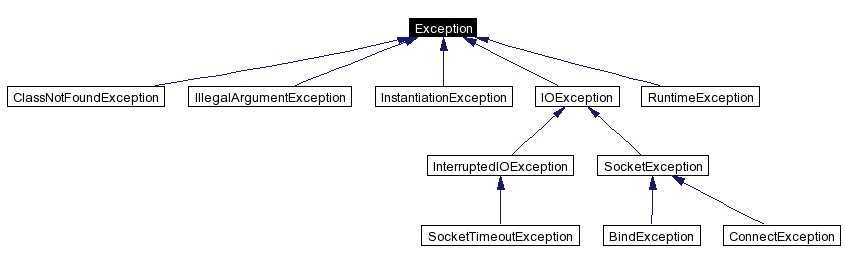 Exception
ClassNotFoundException
IllegalArgumentException
InstantiationException
IOException
RuntimeException
InterruptedIOException
SocketException
SocketTimeoutException
BindException
ConnectException